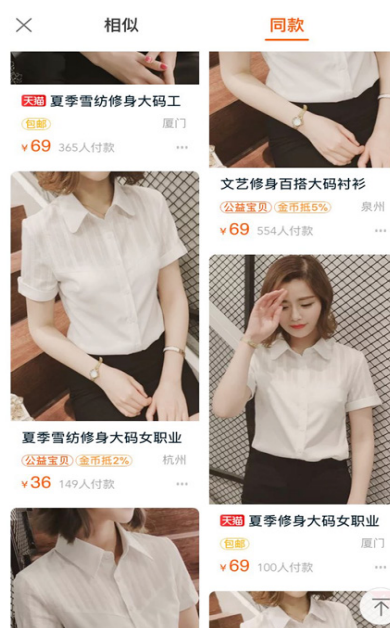 相似
同款
天猫 夏季雪纺修身大码工
包邮
厦门
¥69 365人付款
夏季雪纺修身大码女职业
公益宝贝 金币抵2%
杭州
¥36 149人付款
文艺修身百搭大码衬衫
公益宝贝 金币抵5%
泉州
¥69 554人付款
天猫 夏季修身大码女职业
包邮
厦门
¥69 100人付款